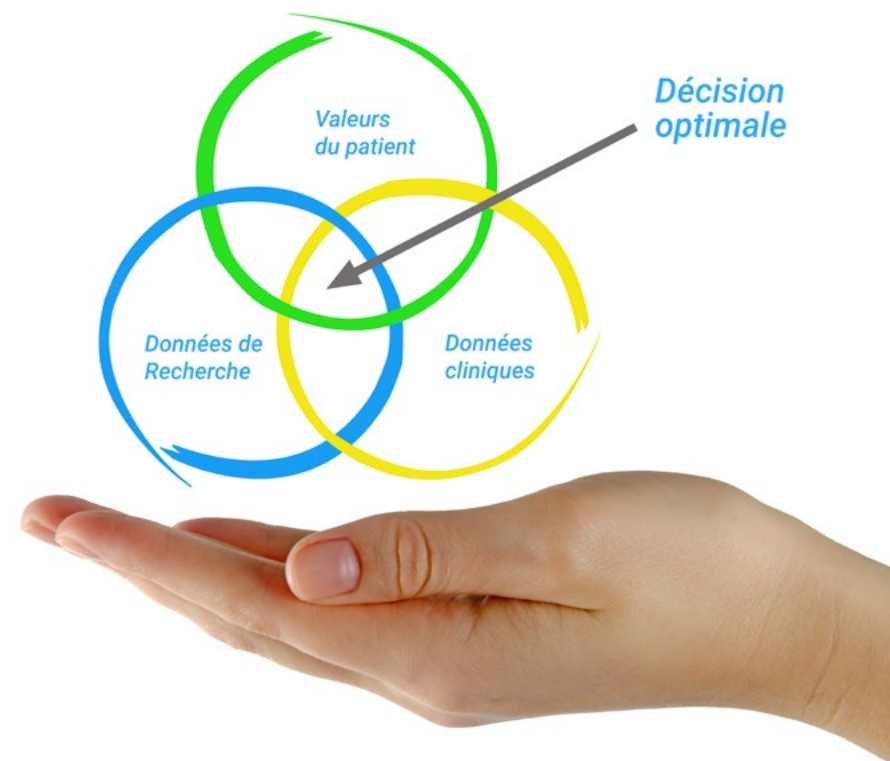 Valeurs
du patient
Décision
optimale
Données de
Recherche
Données
cliniques